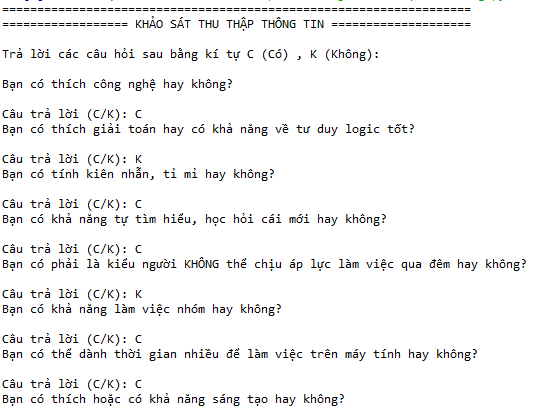 ==============================================================
================= KHẢO SÁT THU THẬP THÔNG TIN ===================
Trả lời các câu hỏi sau bằng kí tự C (Có) , K (Không):
Bạn có thích công nghệ hay không?
Câu trả lời (C/K): C
Bạn có thích giải toán hay có khả năng về tư duy logic tốt?
Câu trả lời (C/K): K
Bạn có tính kiên nhẫn, tỉ mỉ hay không?
Câu trả lời (C/K): C
Bạn có khả năng tự tìm hiểu, học hỏi cái mới hay không?
Câu trả lời (C/K): C
Bạn có phải là kiểu người KHÔNG thể chịu áp lực làm việc qua đêm hay không?
Câu trả lời (C/K): K
Bạn có khả năng làm việc nhóm hay không?
Câu trả lời (C/K): C
Bạn có thể dành thời gian nhiều để làm việc trên máy tính hay không?
Câu trả lời (C/K): C
Bạn có thích hoặc có khả năng sáng tạo hay không?